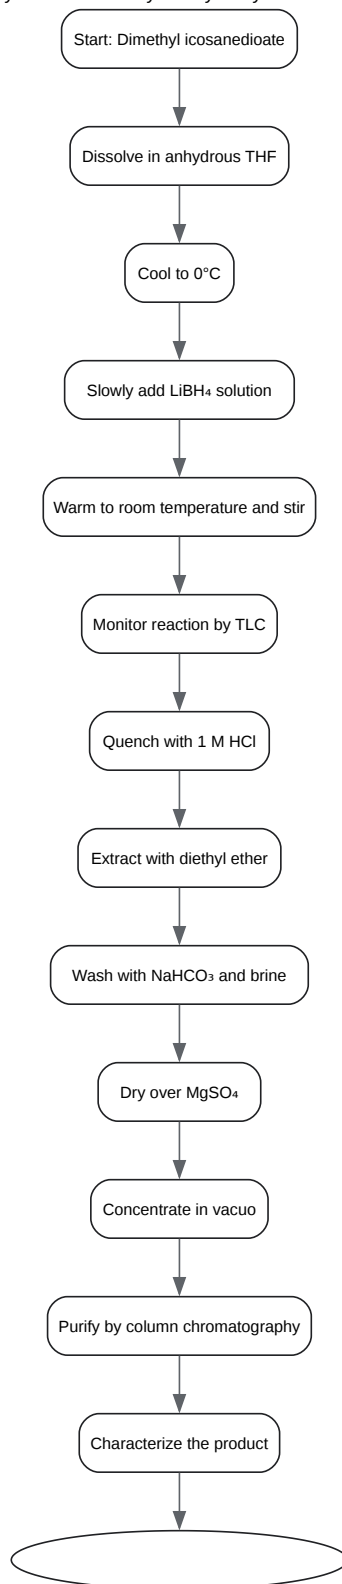 Start: Dimethyl icosanedioate
Dissolve in anhydrous THF
Cool to 0°C
Slowly add LiBH₄ solution
Warm to room temperature and stir
Monitor reaction by TLC
Quench with 1 M HCl
Extract with diethyl ether
Wash with NaHCO₃ and brine
Dry over MgSO₄
Concentrate in vacuo
Purify by column chromatography
Characterize the product